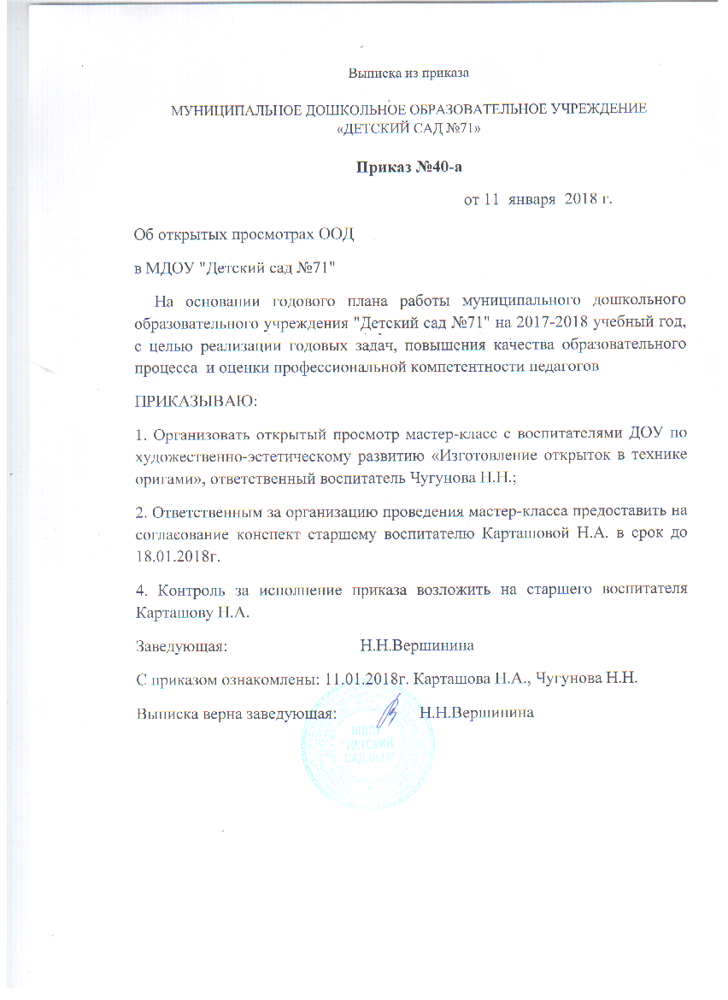 Выписка из приказа
МУНИЦИПАЛЬНОЕ ДОШКОЛЬНОЕ ОБРАЗОВАТЕЛЬНОЕ УЧРЕЖДЕНИЕ
«ДЕТСКИЙ САД №71»
Приказ №40-а
от 11 января 2018 г.
Об открытых просмотрах ООД
в МДОУ "Детский сад №71"
На основании годового плана работы муниципального дошкольного
образовательного учреждения "Детский сад №71" на 2017-2018 учебный год,
с целью реализации годовых задач, повышения качества образовательного
процесса и оценки профессиональной компетентности педагогов
ПРИКАЗЫВАЮ:
1. Организовать открытый просмотр мастер-класс с воспитателями ДОУ по
художественно-эстетическому развитию «Изготовление открыток в технике
оригами», ответственный воспитатель Чугунова Н.Н.;
2. Ответственным за организацию проведения мастер-класса предоставить на
согласование конспект старшему воспитателю Карташовой Н.А. в срок до
18.01.2018г.
4. Контроль за исполнение приказа возложить на старшего воспитателя
Карташову Н.А.
Заведующая: Н.Н.Вершинина
С приказом ознакомлены: 11.01.2018г. Карташова Н.А., Чугунова Н.Н.
Выписка верна заведующая: Н.Н.Вершинина
МДОУ
"ДЕТСКИЙ
САД №71"